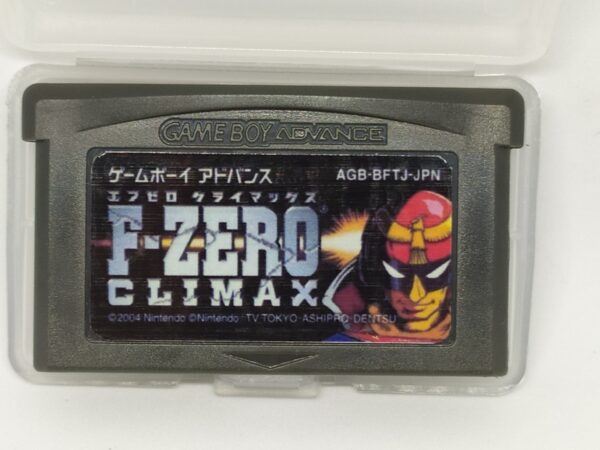 GAME BOY ADVANCE
ゲームボーイ アドバンス AGB-BFTJ-JPN
エフゼロ クライマックス
F-ZERO
CLIMAX
©2004 Nintendo ©Nintendo・TV TOKYO・ASHIPRO・DENTSU